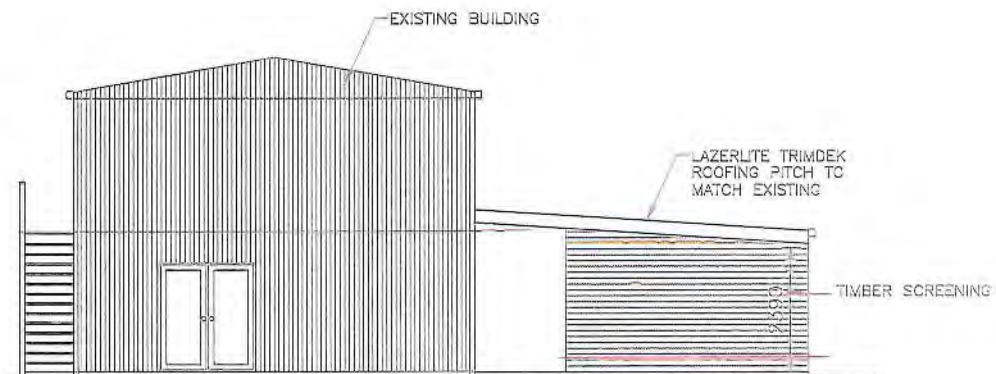 EXISTING BUILDING
LAZERLITE TRIMDEK
ROOFING PITCH TO
MATCH EXISTING
TIMBER SCREENING